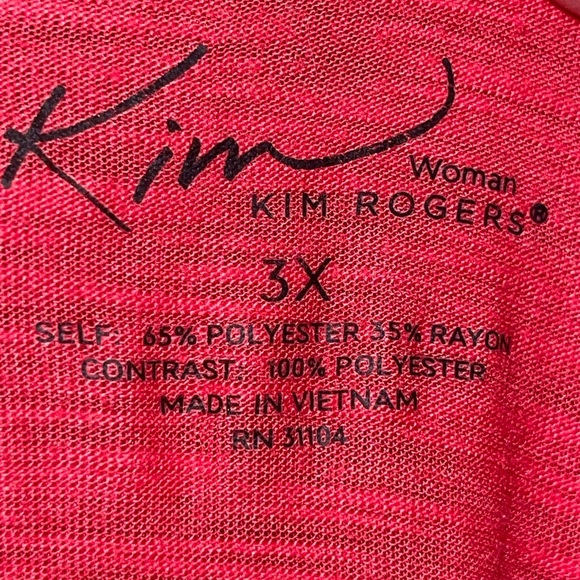 Kim
Woman
KIM ROGERS®
3X
SELF: 65% POLYESTER 35% RAYON
CONTRAST: 100% POLYESTER
MADE IN VIETNAM
RN 31104